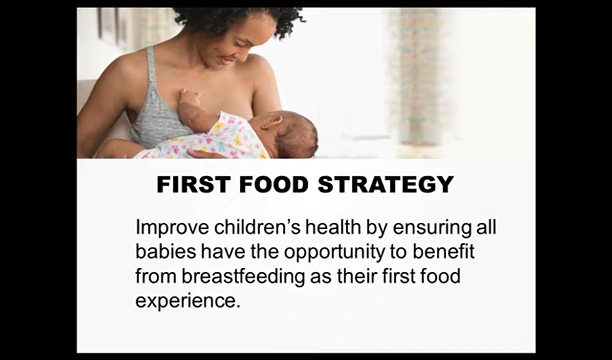 FIRST FOOD STRATEGY
Improve children’s health by ensuring all
babies have the opportunity to benefit
from breastfeeding as their first food
experience.